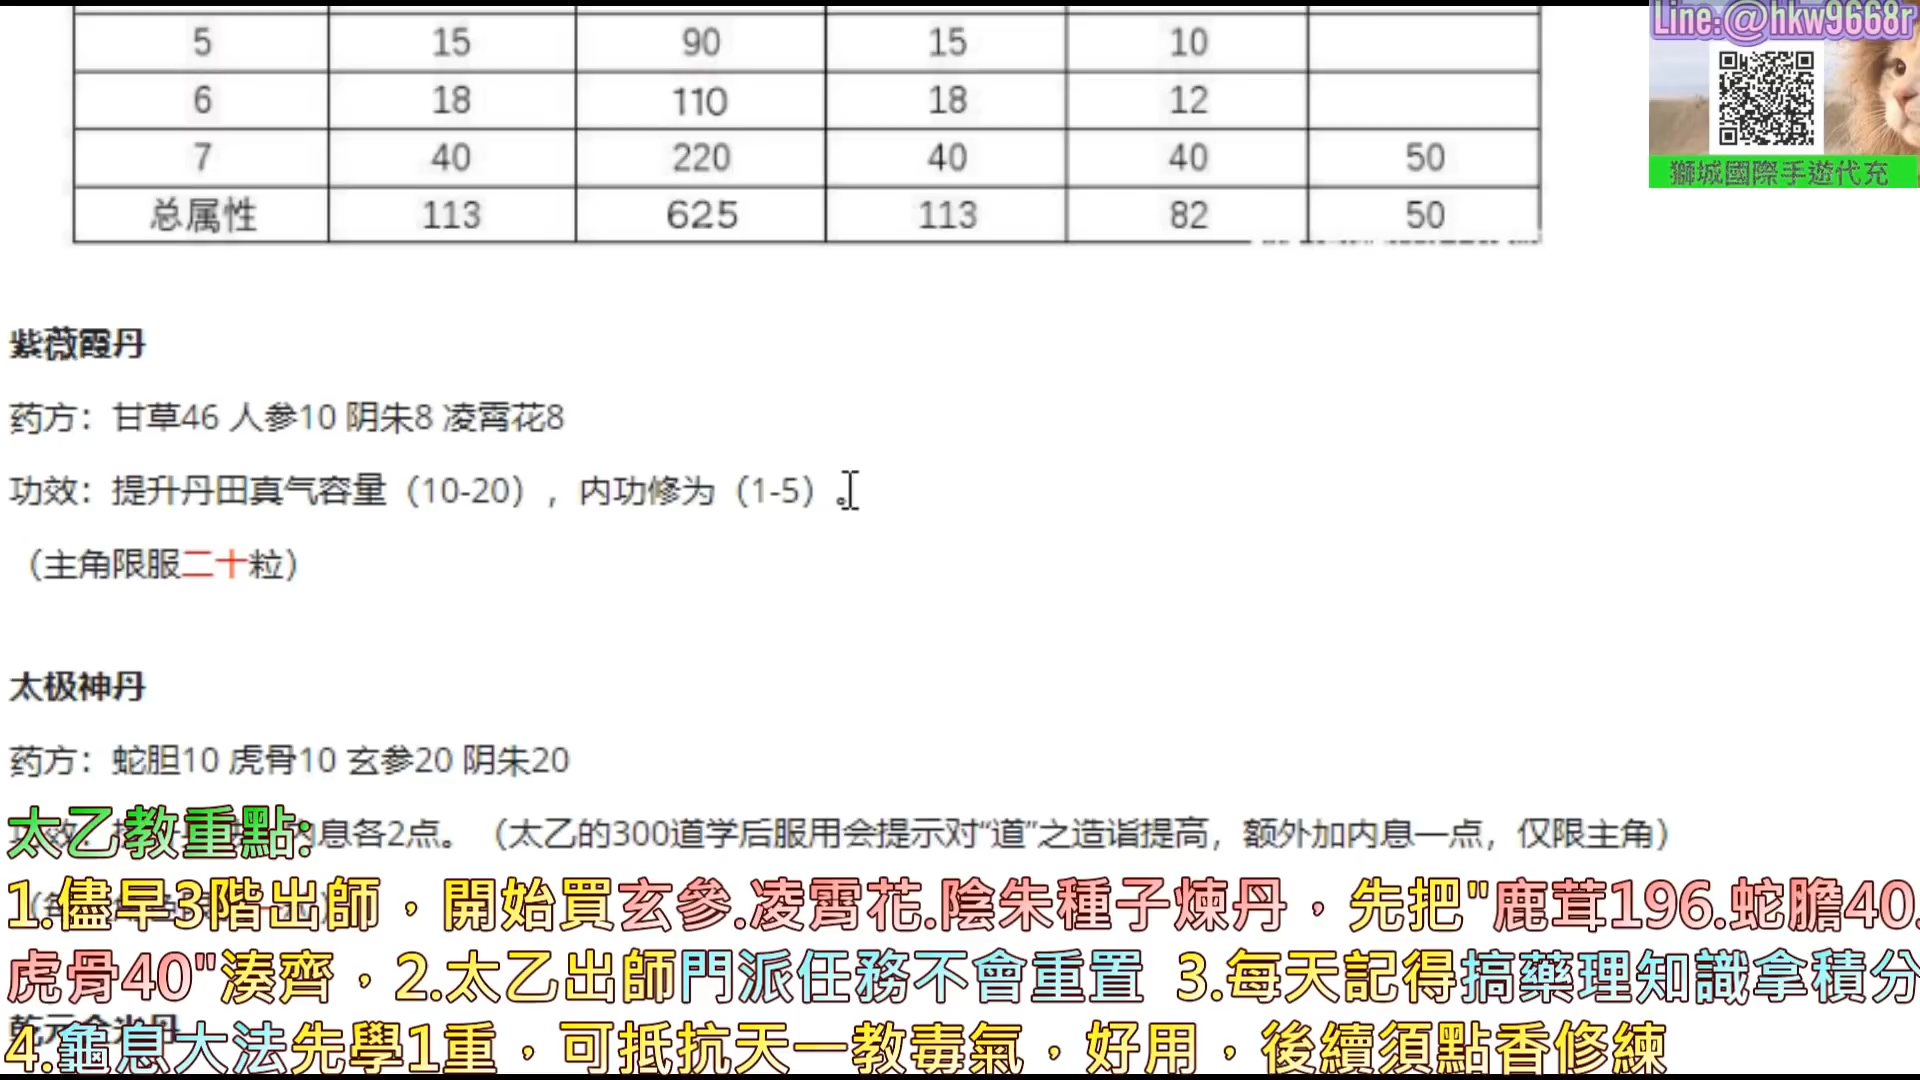 Line:@hkw9668r
獅城國際手遊代充
5 15 90 15 10
6 18 110 18 12
7 40 220 40 40 50
总属性 113 625 113 82 50
紫薇霞丹
药方：甘草46 人参10 阴朱8 凌霄花8
功效：提升丹田真气容量（10-20），内功修为（1-5）。
（主角限服二十粒）
太极神丹
药方：蛇胆10 虎骨10 玄参20 阴朱20
内息各2点。（太乙的300道学后服用会提示对“道”之造诣提高，额外加内息一点，仅限主角）
太乙教重點:
1.儘早3階出師，開始買玄參.凌霄花.陰朱種子煉丹，先把"鹿茸196.蛇膽40.
虎骨40"湊齊，2.太乙出師門派任務不會重置 3.每天記得搞藥理知識拿積分
4.龜息大法先學1重，可抵抗天一教毒氣，好用，後續須點香修練